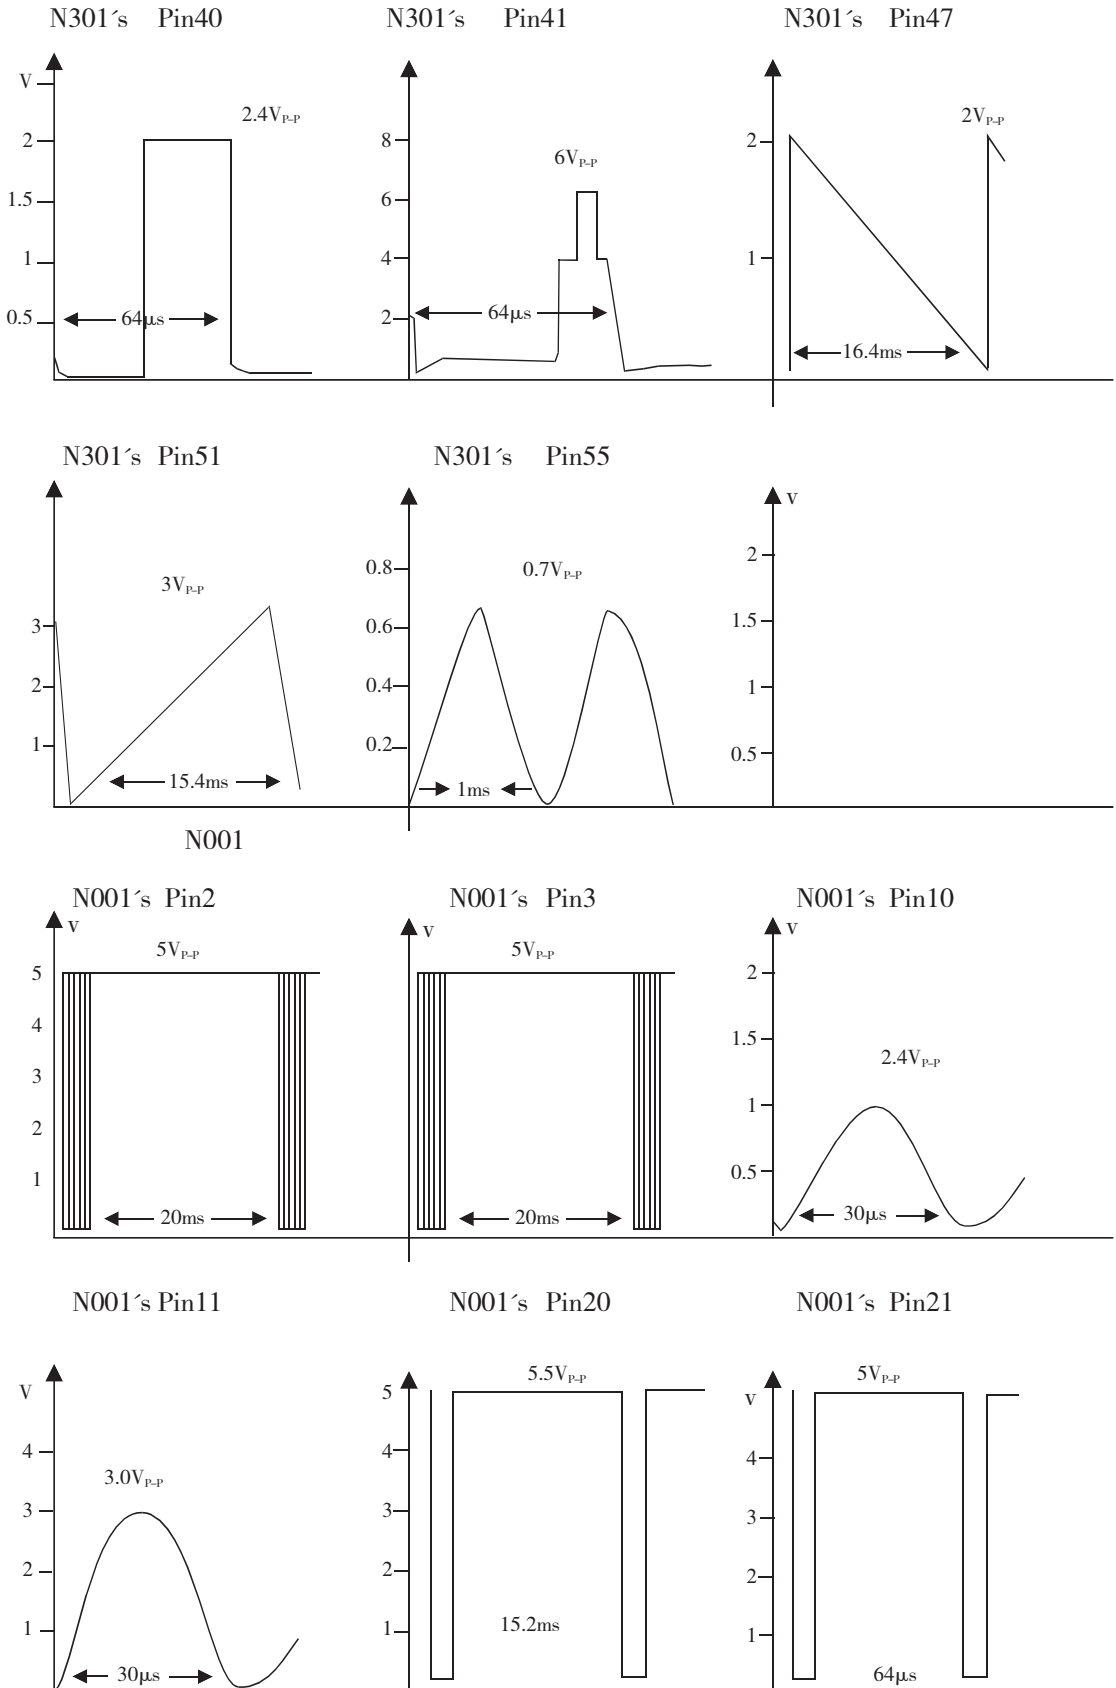 N301´s Pin40
N301´s Pin41
N301´s Pin47
V
2
1.5
1
0.5
2.4VP–P
64μs
8
6
4
2
6VP–P
64μs
2
1
2VP–P
16.4ms
N301´s Pin51
N301´s Pin55
3
2
1
3VP–P
15.4ms
0.8
0.6
0.4
0.2
0.7VP–P
1ms
v
2
1.5
1
0.5
N001
N001´s Pin2
N001´s Pin3
N001´s Pin10
v
5
4
3
2
1
5VP–P
20ms
v
5VP–P
20ms
v
2
1.5
1
0.5
2.4VP–P
30μs
N001´s Pin11
N001´s Pin20
N001´s Pin21
V
4
3
2
1
3.0VP–P
30μs
5
4
3
2
1
5.5VP–P
15.2ms
v
4
3
2
1
5VP–P
64μs